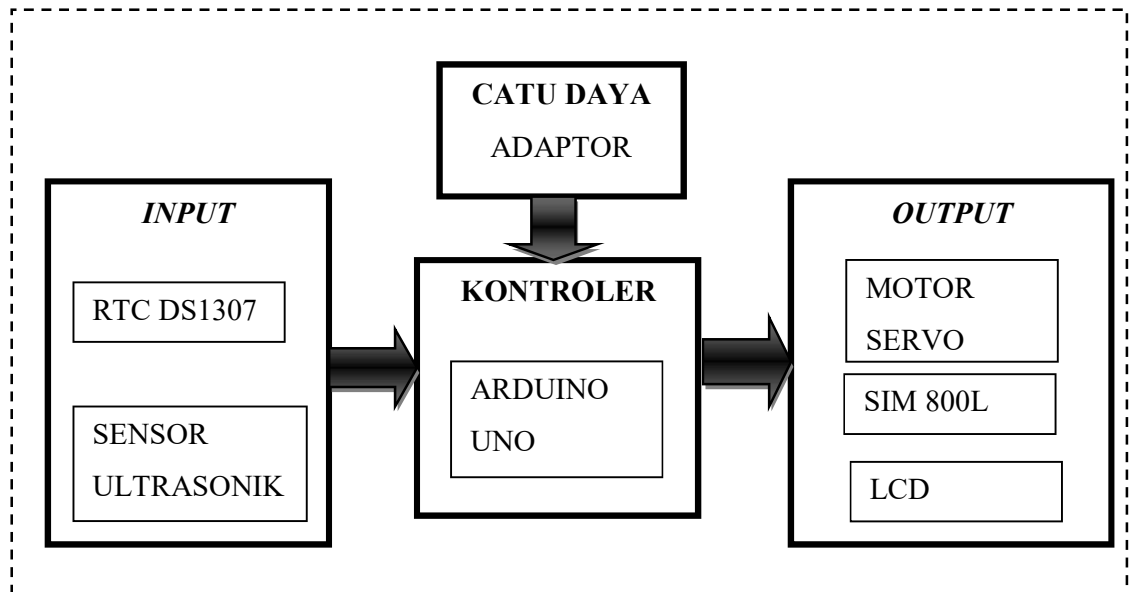 CATU DAYA
ADAPTOR
INPUT
RTC DS1307
SENSOR
ULTRASONIK
KONTROLER
ARDUINO
UNO
OUTPUT
MOTOR
SERVO
SIM 800L
LCD